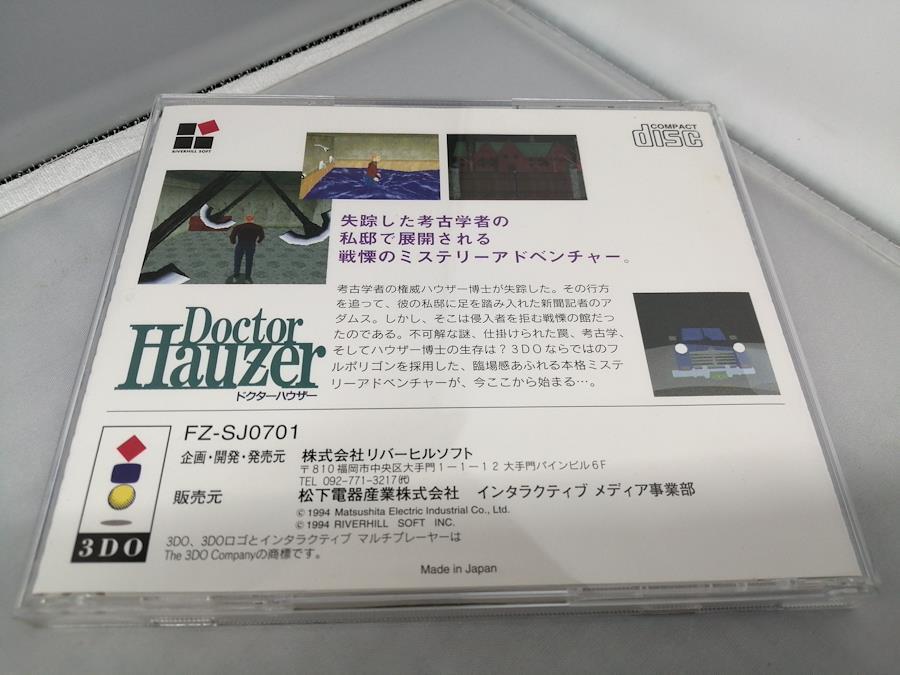 RIVERHILL SOFT
COMPACT
disc
失踪した考古学者の
私邸で展開される
戦慄のミステリーアドベンチャー。
考古学者の権威ハウザー博士が失踪した。その行方
を追って、彼の私邸に足を踏み入れた新聞記者のア
ダムス。しかし、そこは侵入者を拒む戦慄の館だっ
たのである。不可解な謎、仕掛けられた罠、考古学、
そしてハウザー博士の生存は？3DOならではのフ
ルポリゴンを採用した、臨場感あふれる本格ミステ
リーアドベンチャーが、今ここから始まる…。
Doctor
Hauzer
ドクターハウザー
FZ-SJ0701
企画・開発・発売元 株式会社リバーヒルソフト
〒810 福岡市中央区大手門1-1-12 大手門パインビル6F
TEL 092-771-3217㈹
販売元 松下電器産業株式会社 インタラクティブ メディア事業部
© 1994 Matsushita Electric Industrial Co., Ltd.
© 1994 RIVERHILL SOFT INC.
3DO
3DO、3DOロゴとインタラクティブ マルチプレーヤーは
The 3DO Companyの商標です。
Made in Japan